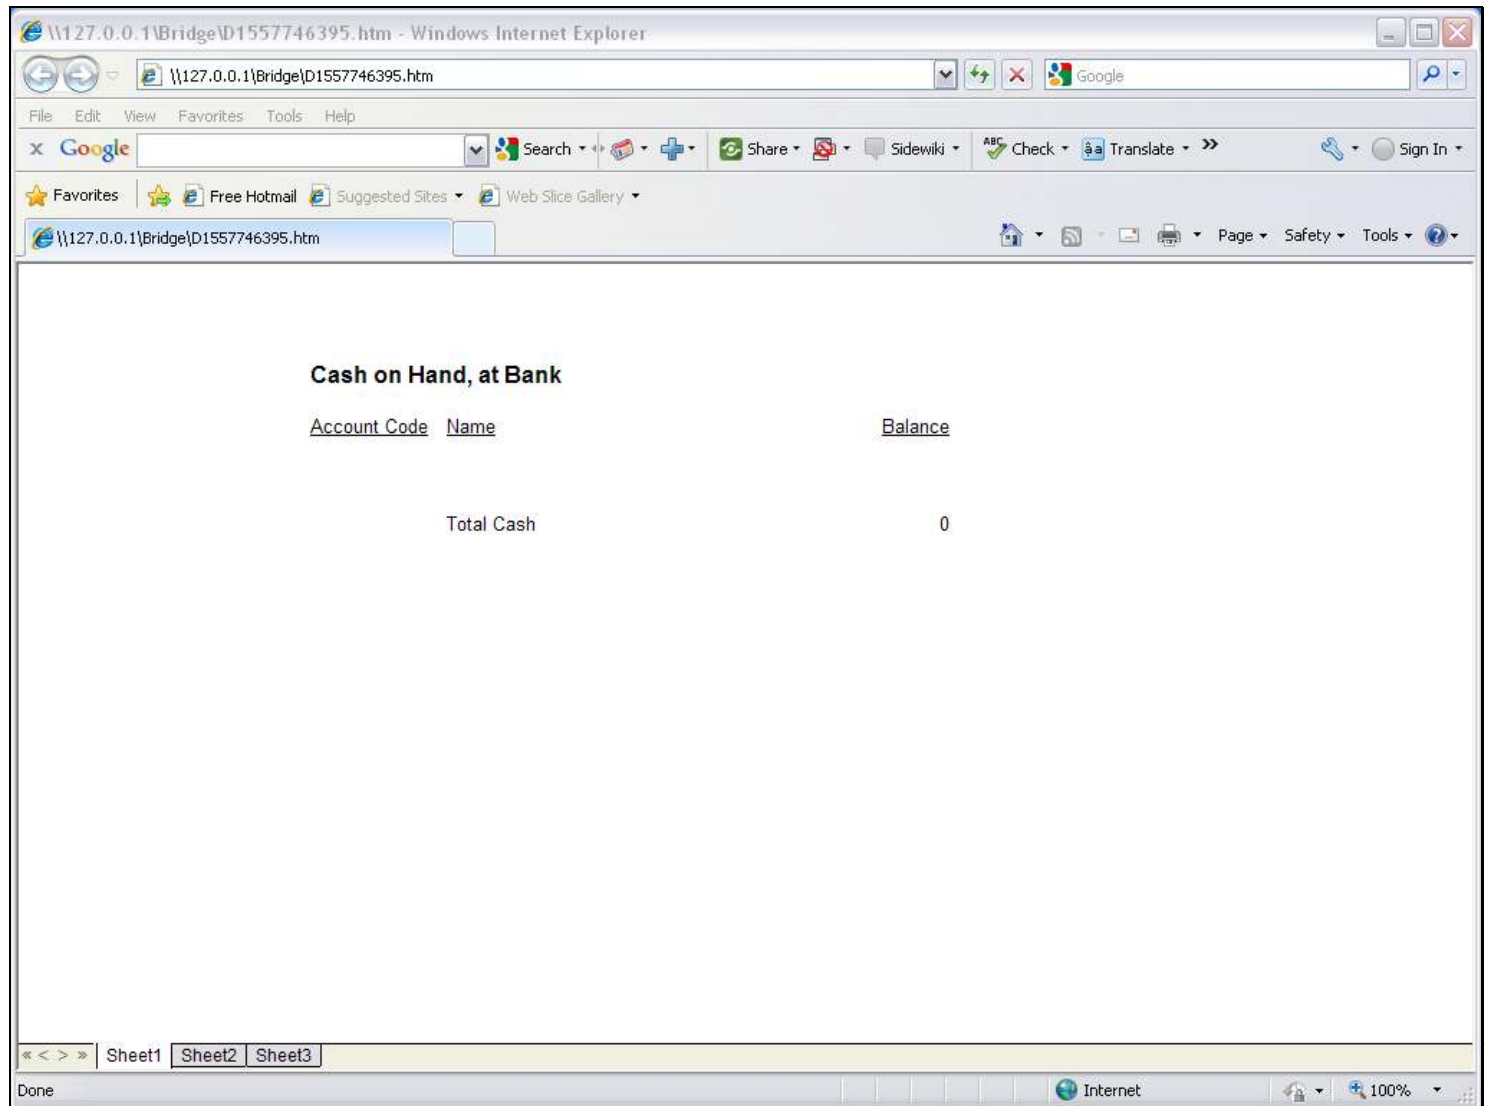 \\127.0.0.1\Bridge\D1557746395.htm - Windows Internet Explorer
\\127.0.0.1\Bridge\D1557746395.htm Google
File Edit View Favorites Tools Help
x Google Search Share Sidewiki ABC Check âa Translate » Sign In
Favorites Free Hotmail Suggested Sites Web Slice Gallery
\\127.0.0.1\Bridge\D1557746395.htm Page Safety Tools
Cash on Hand, at Bank
Account Code Name Balance
Total Cash 0
« < > » Sheet1 Sheet2 Sheet3
Done Internet 100%